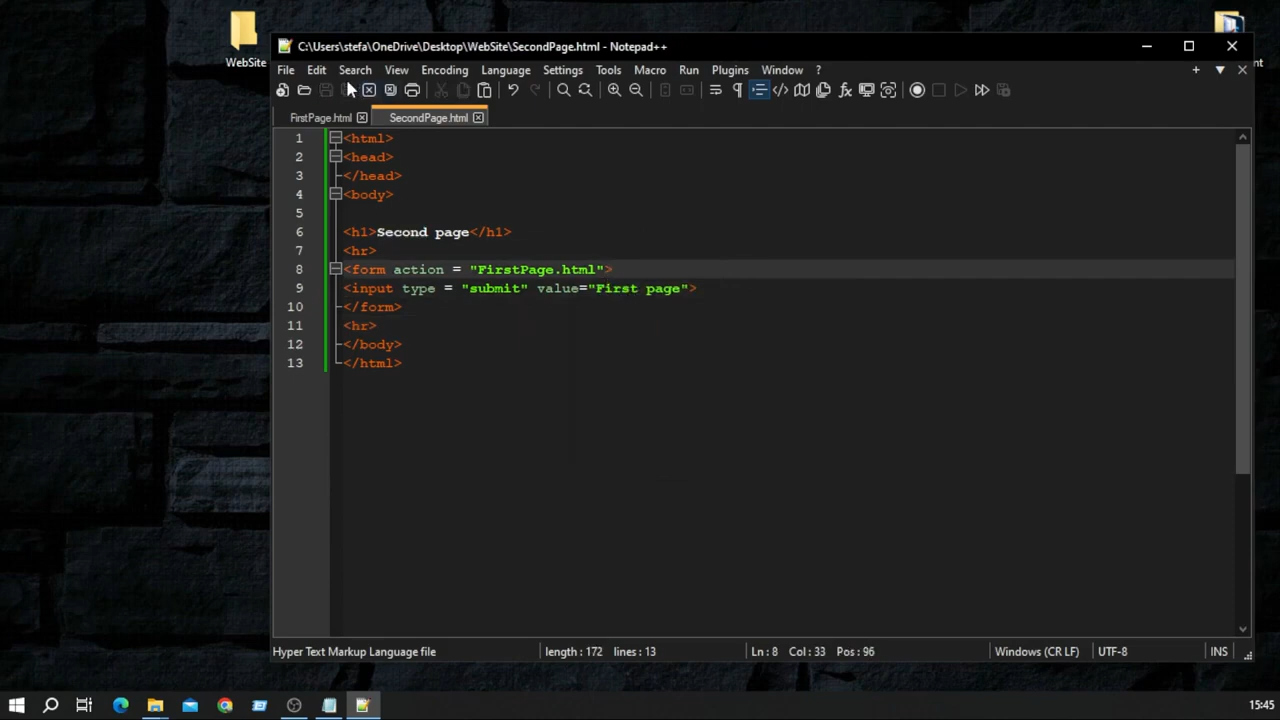 WebSite
C:\Users\stefa\OneDrive\Desktop\WebSite\SecondPage.html - Notepad++
File Edit Search View Encoding Language Settings Tools Macro Run Plugins Window ?
FirstPage.html SecondPage.html
1 <html>
2 <head>
3 </head>
4 <body>
5
6 <h1>Second page</h1>
7 <hr>
8 <form action = "FirstPage.html">
9 <input type = "submit" value="First page">
10 </form>
11 <hr>
12 </body>
13 </html>
Hyper Text Markup Language file length : 172 lines : 13 Ln : 8 Col : 33 Pos : 96 Windows (CR LF) UTF-8 INS
15:45